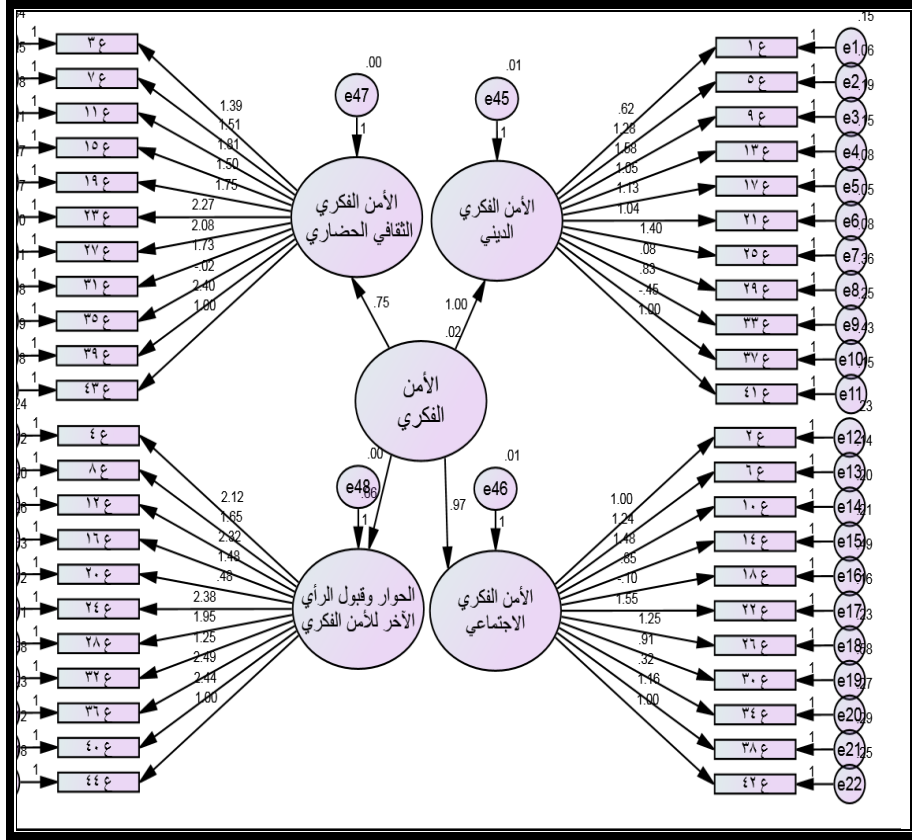 ع ٣
ع ٧
ع ١١
ع ١٥
ع ١٩
ع ٢٣
ع ٢٧
ع ٣١
ع ٣٥
ع ٣٩
ع ٤٣
1.39
1.51
1.81
1.50
1.75
2.27
2.08
1.73
-.02
2.40
1.00
.00
e47
1
الأمن الفكري
الثقافي الحضاري
.01
e45
1
الأمن الفكري
الديني
.62
1.28
1.58
1.05
1.13
1.04
1.40
.08
.83
-.45
1.00
ع ١
ع ٥
ع ٩
ع ١٣
ع ١٧
ع ٢١
ع ٢٥
ع ٢٩
ع ٣٣
ع ٣٧
ع ٤١
.15
e1
e2
e3
e4
e5
e6
e7
e8
e9
e10
e11
.75
1.00
.02
الأمن
الفكري
.97
ع ٤
ع ٨
ع ١٢
ع ١٦
ع ٢٠
ع ٢٤
ع ٢٨
ع ٣٢
ع ٣٦
ع ٤٠
ع ٤٤
2.12
1.65
2.32
1.48
.48
2.38
1.95
1.25
2.49
2.44
1.00
.00
e48
1
الحوار وقبول الرأي
الآخر للأمن الفكري
.01
e46
1
الأمن الفكري
الاجتماعي
1.00
1.24
1.48
.85
-.10
1.55
1.25
.91
.32
1.16
1.00
ع ٢
ع ٦
ع ١٠
ع ١٤
ع ١٨
ع ٢٢
ع ٢٦
ع ٣٠
ع ٣٤
ع ٣٨
ع ٤٢
e12
e13
e14
e15
e16
e17
e18
e19
e20
e21
e22